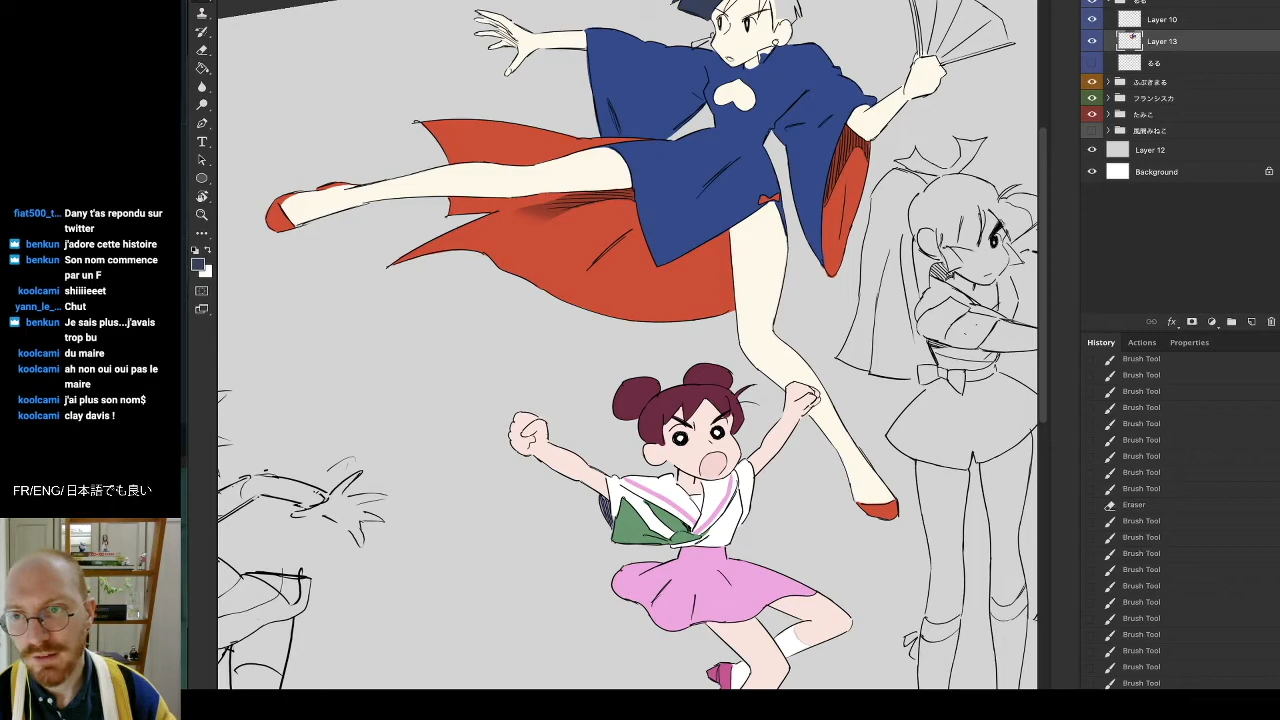 fiat500_t… Dany t'as repondu sur
twitter
benkun j'adore cette histoire
benkun Son nom commence
par un F
koolcami shiiiieeet
yann_le_… Chut
benkun Je sais plus...j'avais
trop bu
koolcami du maire
koolcami ah non oui oui pas le
maire
koolcami j'ai plus son nom$
koolcami clay davis !
FR/ENG/日本語でも良い
Layer 10
Layer 13
るる
ふぶきまる
フランシスカ
たみこ
風間みねこ
Layer 12
Background
History
Actions
Properties
Brush Tool
Brush Tool
Brush Tool
Brush Tool
Brush Tool
Brush Tool
Brush Tool
Brush Tool
Brush Tool
Eraser
Brush Tool
Brush Tool
Brush Tool
Brush Tool
Brush Tool
Brush Tool
Brush Tool
Brush Tool
Brush Tool
Brush Tool
Brush Tool